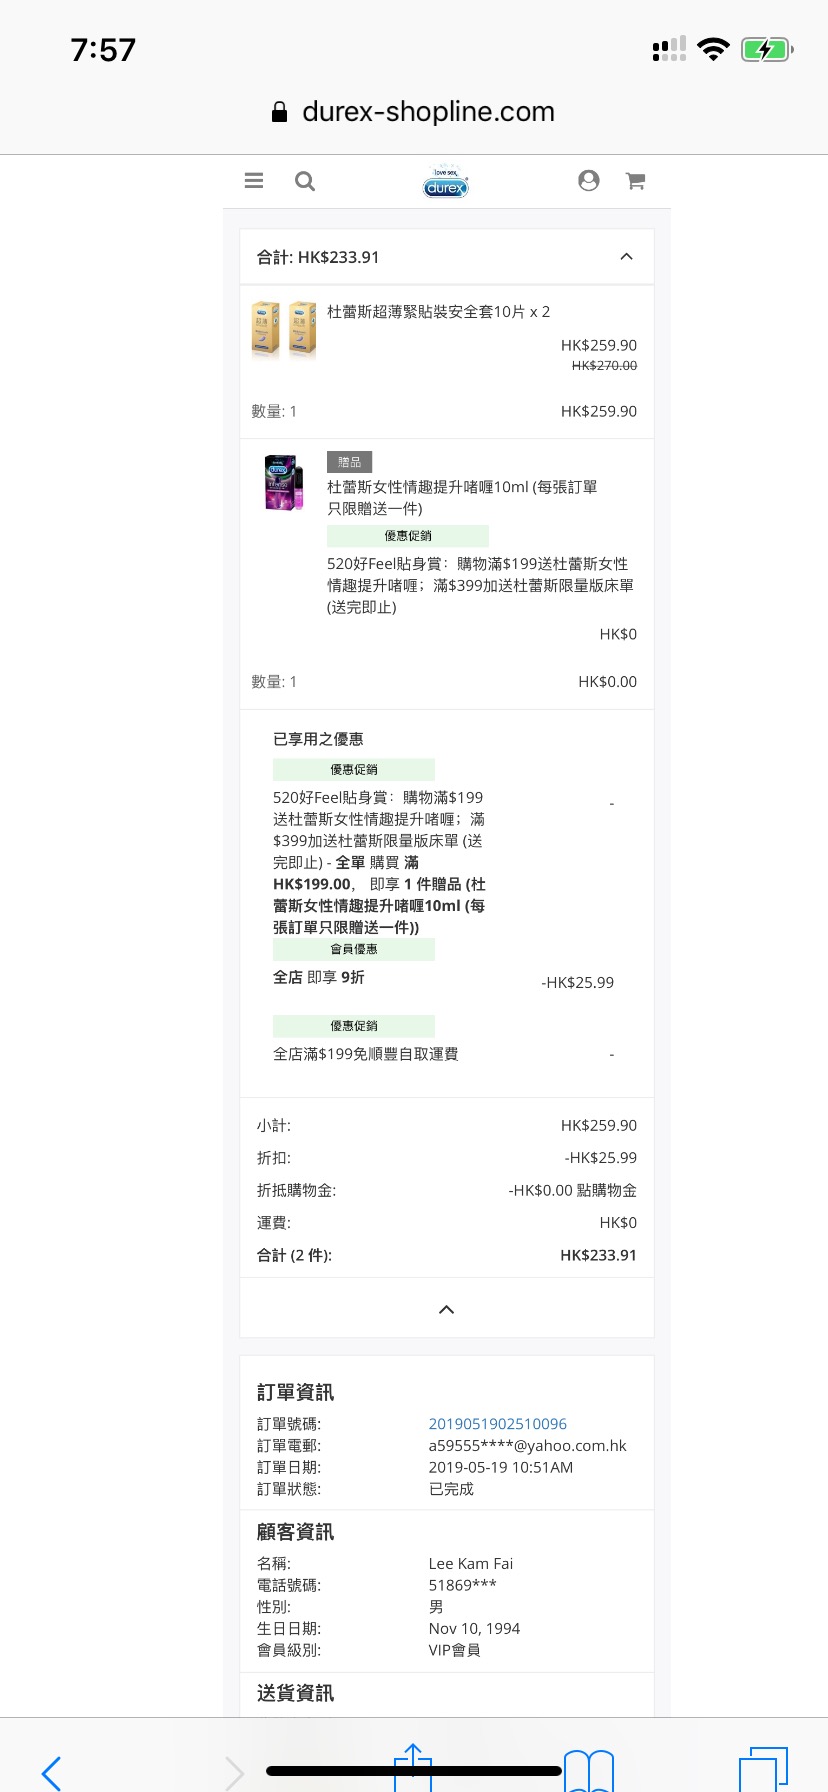 7:57
durex-shopline.com
love sex
durex
合計: HK$233.91
杜蕾斯超薄緊貼裝安全套10片 x 2
HK$259.90
HK$270.00
數量: 1
HK$259.90
贈品
杜蕾斯女性情趣提升啫喱10ml (每張訂單
只限贈送一件)
優惠促銷
520好Feel貼身賞：購物滿$199送杜蕾斯女性
情趣提升啫喱；滿$399加送杜蕾斯限量版床單
(送完即止)
HK$0
數量: 1
HK$0.00
已享用之優惠
優惠促銷
520好Feel貼身賞：購物滿$199
送杜蕾斯女性情趣提升啫喱；滿
$399加送杜蕾斯限量版床單 (送
完即止) - 全單 購買 滿
HK$199.00， 即享 1 件贈品 (杜
蕾斯女性情趣提升啫喱10ml (每
張訂單只限贈送一件))
-
會員優惠
全店 即享 9折
-HK$25.99
優惠促銷
全店滿$199免順豐自取運費
-
小計:
HK$259.90
折扣:
-HK$25.99
折抵購物金:
-HK$0.00 點購物金
運費:
HK$0
合計 (2 件):
HK$233.91
訂單資訊
訂單號碼:
2019051902510096
訂單電郵:
a59555****@yahoo.com.hk
訂單日期:
2019-05-19 10:51AM
訂單狀態:
已完成
顧客資訊
名稱:
Lee Kam Fai
電話號碼:
51869***
性別:
男
生日日期:
Nov 10, 1994
會員級別:
VIP會員
送貨資訊